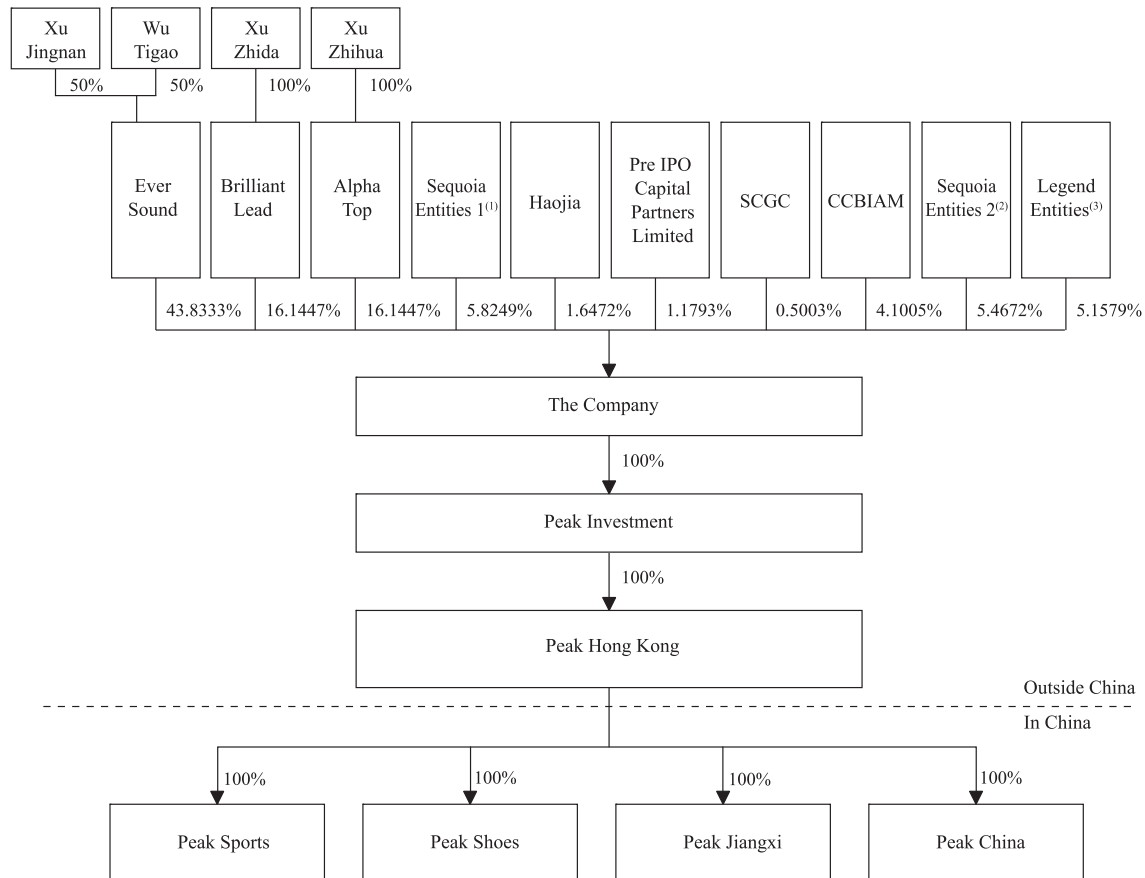 Xu
Jingnan
Wu
Tigao
Xu
Zhida
Xu
Zhihua
50%
50%
100%
100%
Ever
Sound
Brilliant
Lead
Alpha
Top
Sequoia
Entities 1(1)
Haojia
Pre IPO
Capital
Partners
Limited
SCGC
CCBIAM
Sequoia
Entities 2(2)
Legend
Entities(3)
43.8333%
16.1447%
16.1447%
5.8249%
1.6472%
1.1793%
0.5003%
4.1005%
5.4672%
5.1579%
The Company
100%
Peak Investment
100%
Peak Hong Kong
Outside China
In China
100%
100%
100%
100%
Peak Sports
Peak Shoes
Peak Jiangxi
Peak China